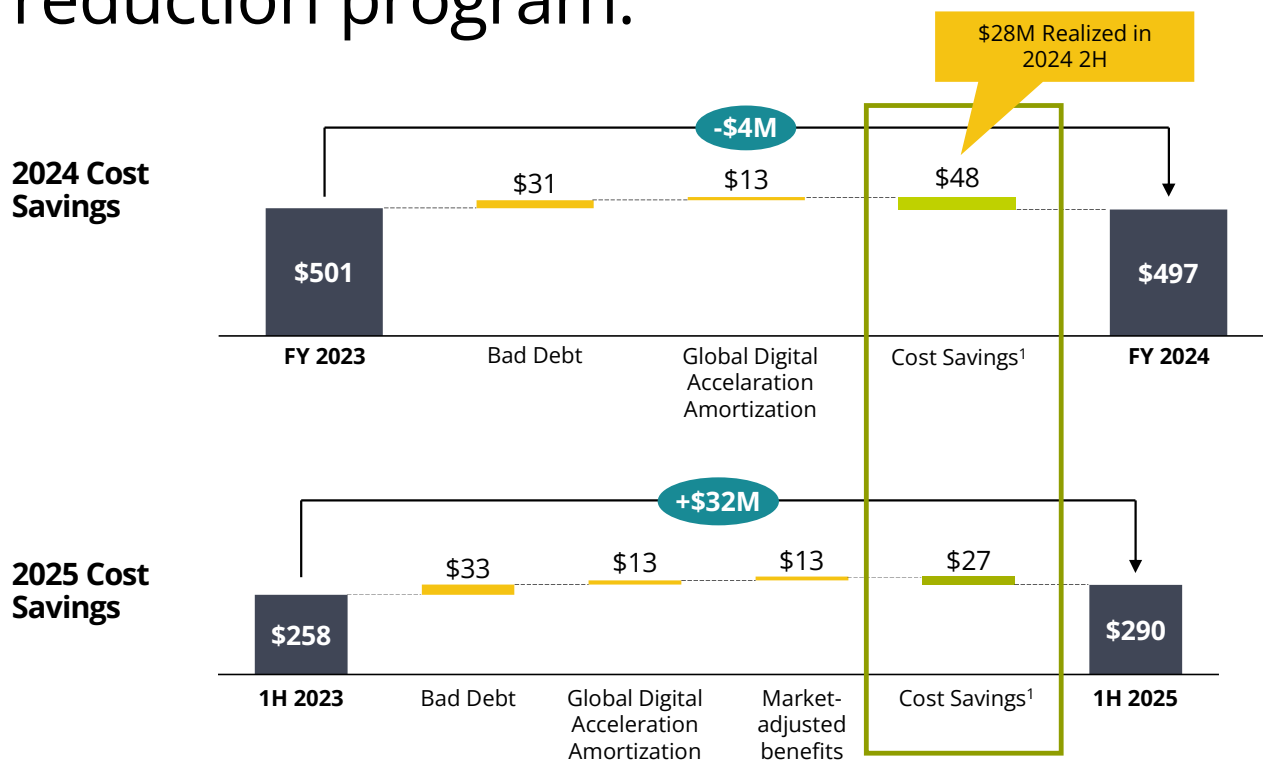 reduction program.
$28M Realized in
2024 2H
-$4M
2024 Cost
Savings
$31
$13
$48
$501
$497
FY 2023
Bad Debt
Global Digital
Accelaration
Amortization
Cost Savings¹
FY 2024
+$32M
2025 Cost
Savings
$33
$13
$13
$27
$258
$290
1H 2023
Bad Debt
Global Digital
Acceleration
Amortization
Market-
adjusted
benefits
Cost Savings¹
1H 2025